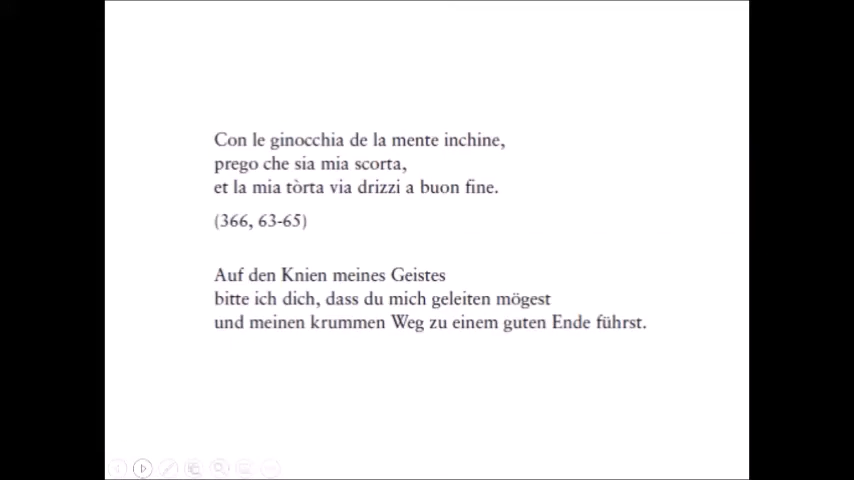 Con le ginocchia de la mente inchine,
prego che sia mia scorta,
et la mia tòrta via drizzi a buon fine.
(366, 63-65)
Auf den Knien meines Geistes
bitte ich dich, dass du mich geleiten mögest
und meinen krummen Weg zu einem guten Ende führst.